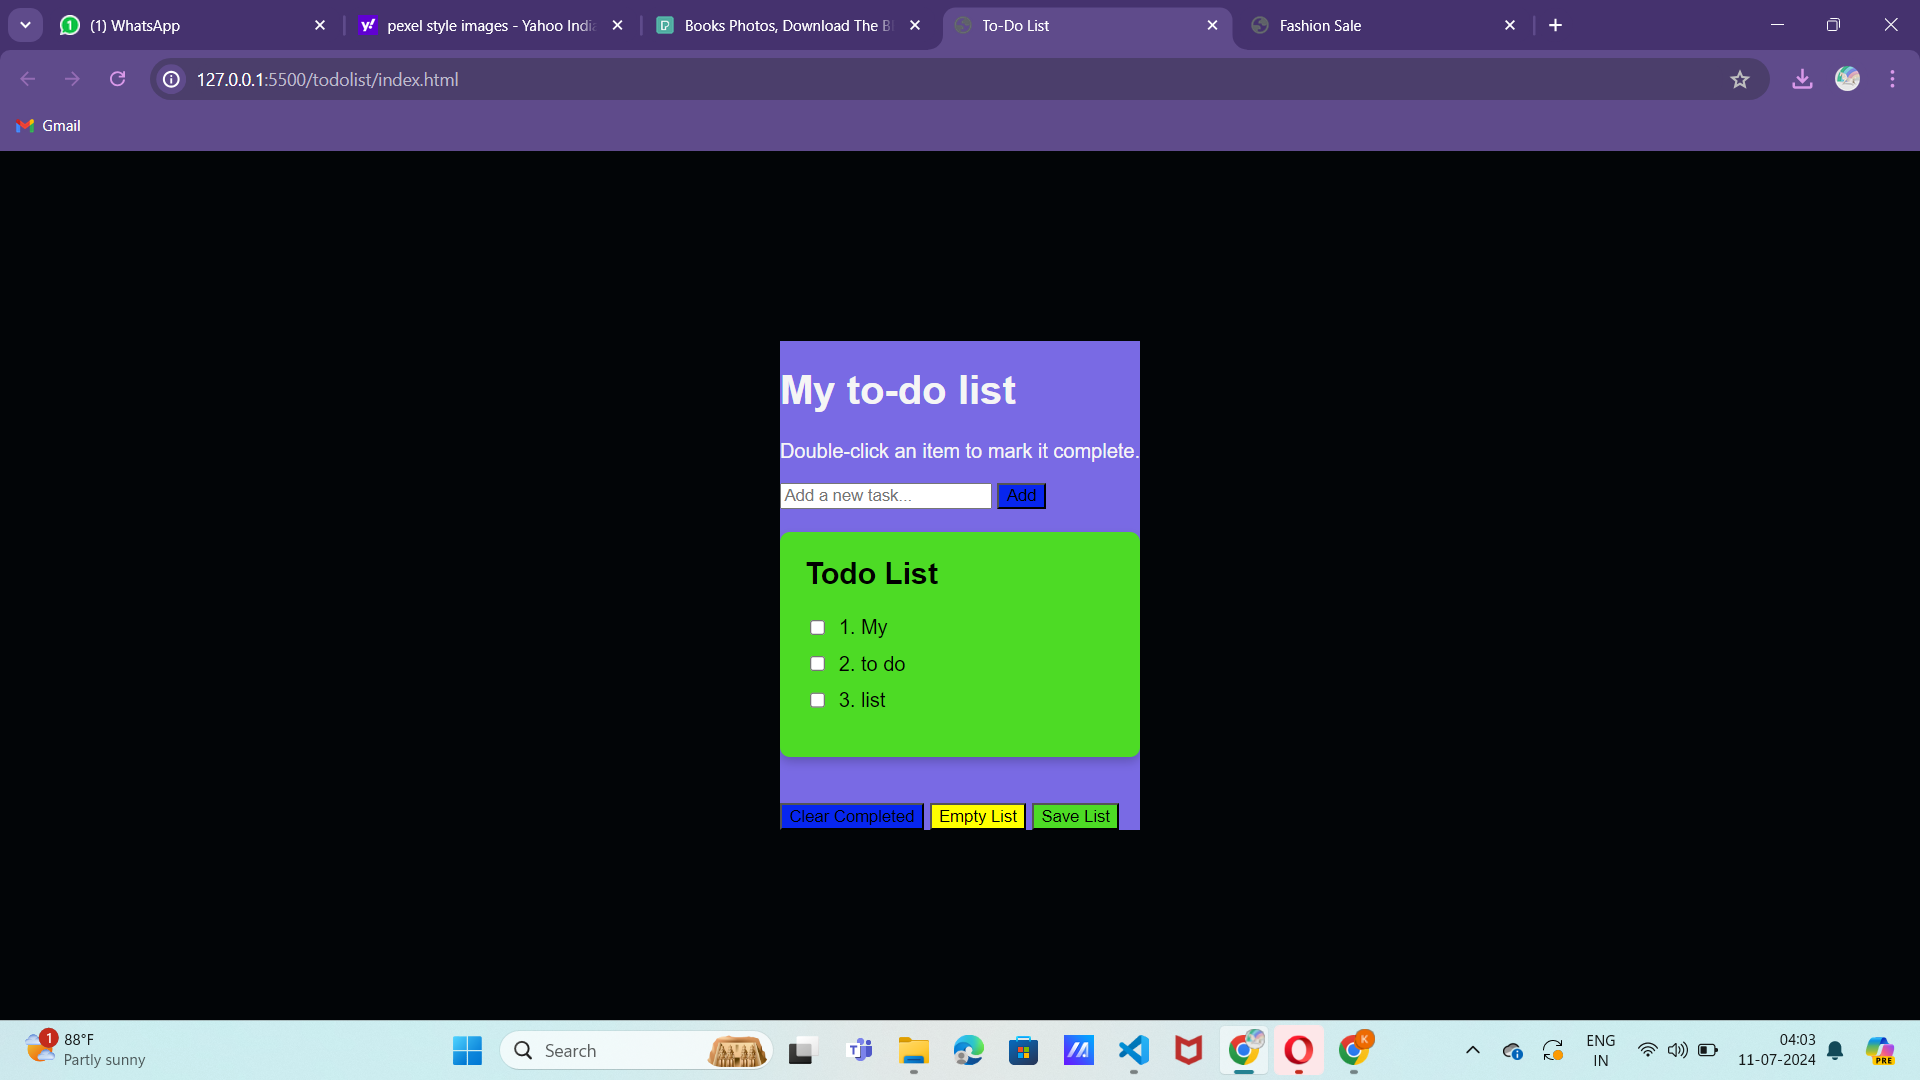 (1) WhatsApp
pexel style images - Yahoo India
Books Photos, Download The B
To-Do List
Fashion Sale
127.0.0.1:5500/todolist/index.html
Gmail
My to-do list
Double-click an item to mark it complete.
Add a new task... Add
Todo List
1. My
2. to do
3. list
Clear Completed Empty List Save List
1
88°F
Partly sunny
Search
K
ENG
IN
04:03
11-07-2024
PRE